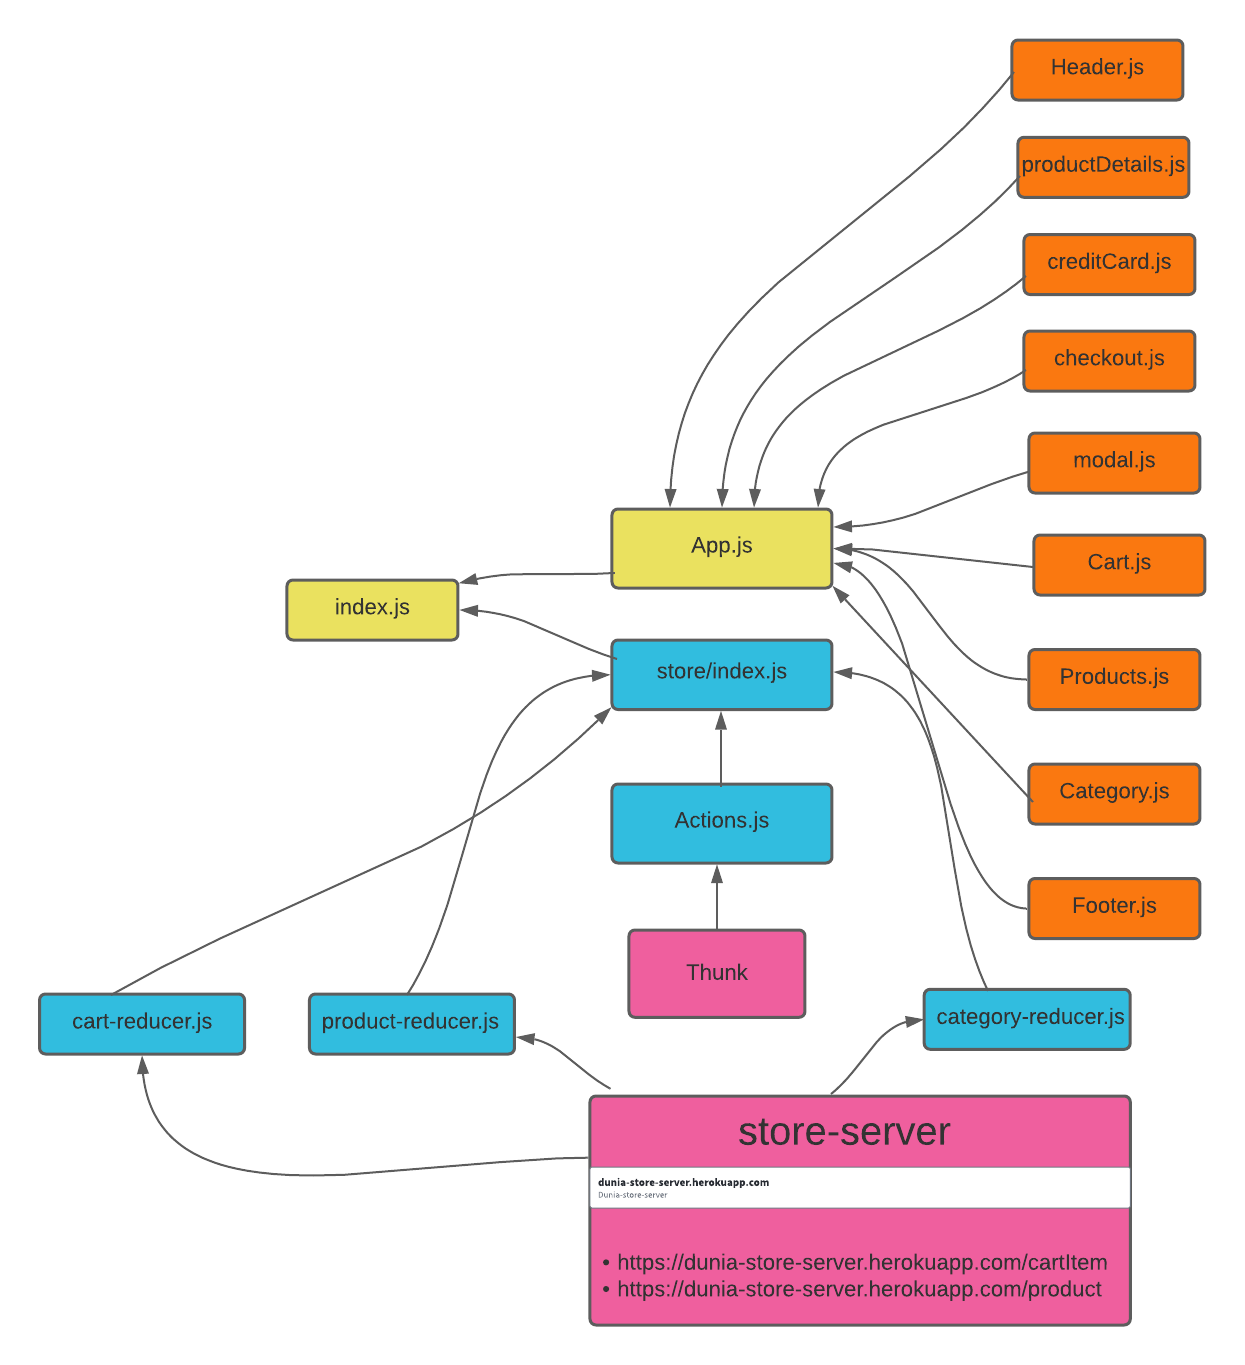 Header.js
productDetails.js
creditCard.js
checkout.js
modal.js
App.js
Cart.js
index.js
store/index.js
Products.js
Category.js
Actions.js
Footer.js
Thunk
cart-reducer.js
product-reducer.js
category-reducer.js
store-server
dunia-store-server.herokuapp.com
Dunia-store-server
• https://dunia-store-server.herokuapp.com/cartItem
• https://dunia-store-server.herokuapp.com/product